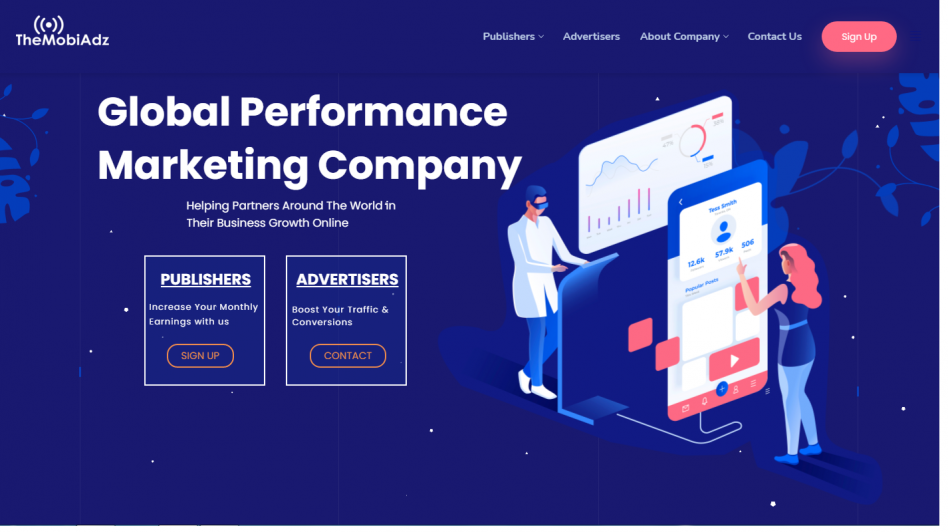 TheMobiAdz
Publishers
Advertisers
About Company
Contact Us
Sign Up
Global Performance
Marketing Company
Helping Partners Around The World in
Their Business Growth Online
PUBLISHERS
Increase Your Monthly
Earnings with us
SIGN UP
ADVERTISERS
Boost Your Traffic &
Conversions
CONTACT
47%
Tess Smith
12.6k
57.9k
506
Popular Posts